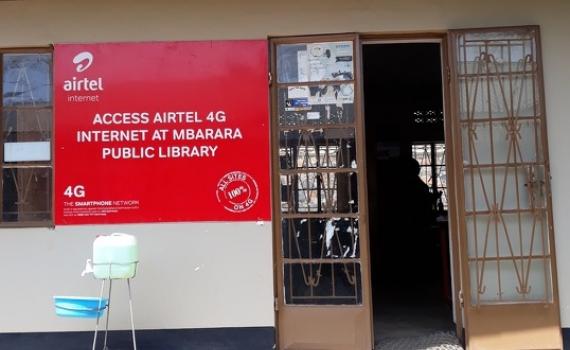 airtel
internet
ACCESS AIRTEL 4G
INTERNET AT MBARARA
PUBLIC LIBRARY
4G
THE SMARTPHONE NETWORK
ALL SITES
100%
ON 4G